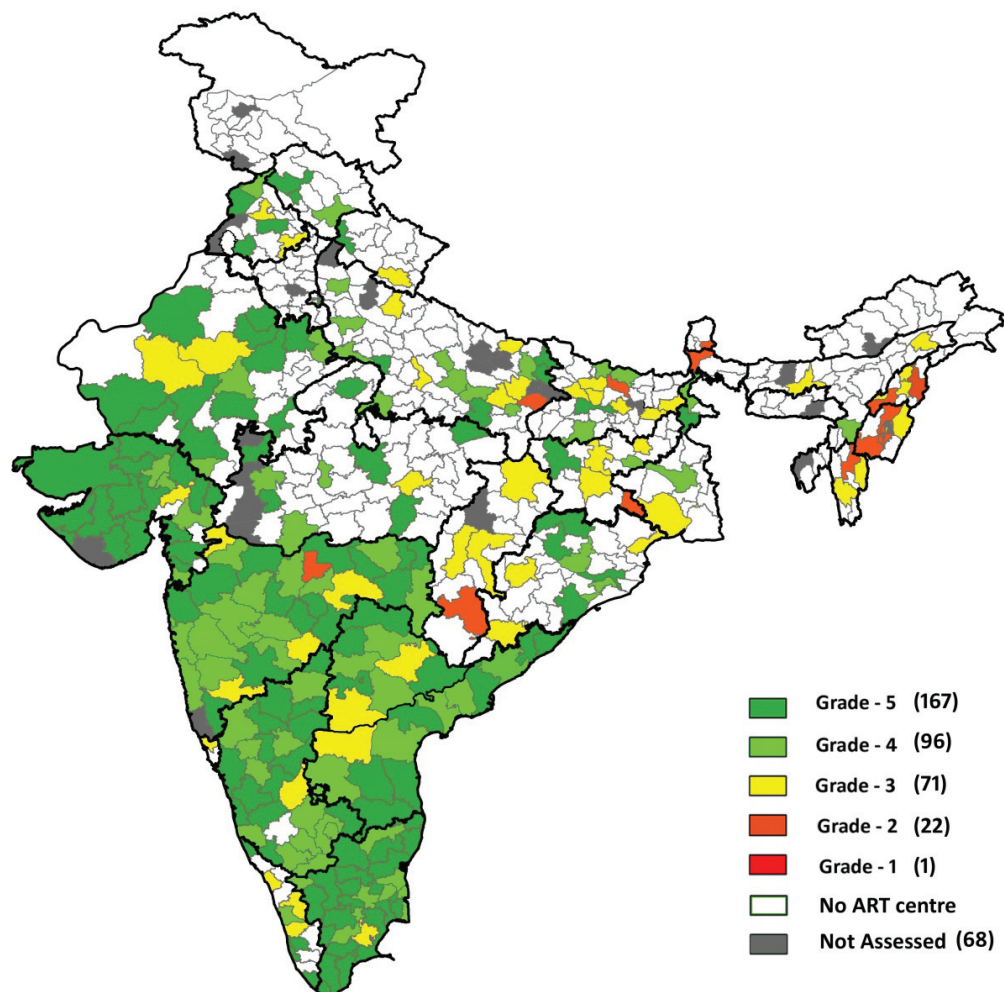 Grade - 5 (167)
Grade - 4 (96)
Grade - 3 (71)
Grade - 2 (22)
Grade - 1 (1)
No ART centre
Not Assessed (68)